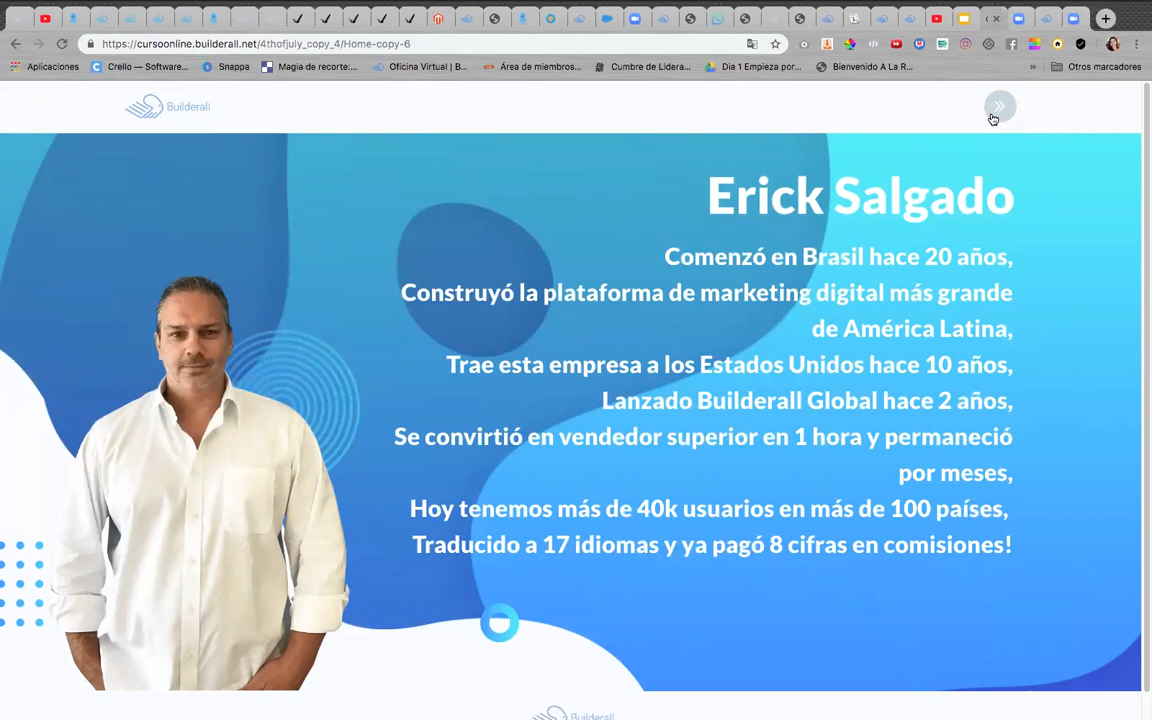 https://cursoonline.builderall.net/4thofjuly_copy_4/Home-copy-6
Aplicaciones
Crello — Software...
Snappa
Magia de recorte:...
Oficina Virtual | B...
Área de miembros...
Cumbre de Lidera...
Dia 1 Empieza por...
Bienvenido A La R...
»
Otros marcadores
Builderall
Erick Salgado
Comenzó en Brasil hace 20 años,
Construyó la plataforma de marketing digital más grande
de América Latina,
Trae esta empresa a los Estados Unidos hace 10 años,
Lanzado Builderall Global hace 2 años,
Se convirtió en vendedor superior en 1 hora y permaneció
por meses,
Hoy tenemos más de 40k usuarios en más de 100 países,
Traducido a 17 idiomas y ya pagó 8 cifras en comisiones!
Builderall